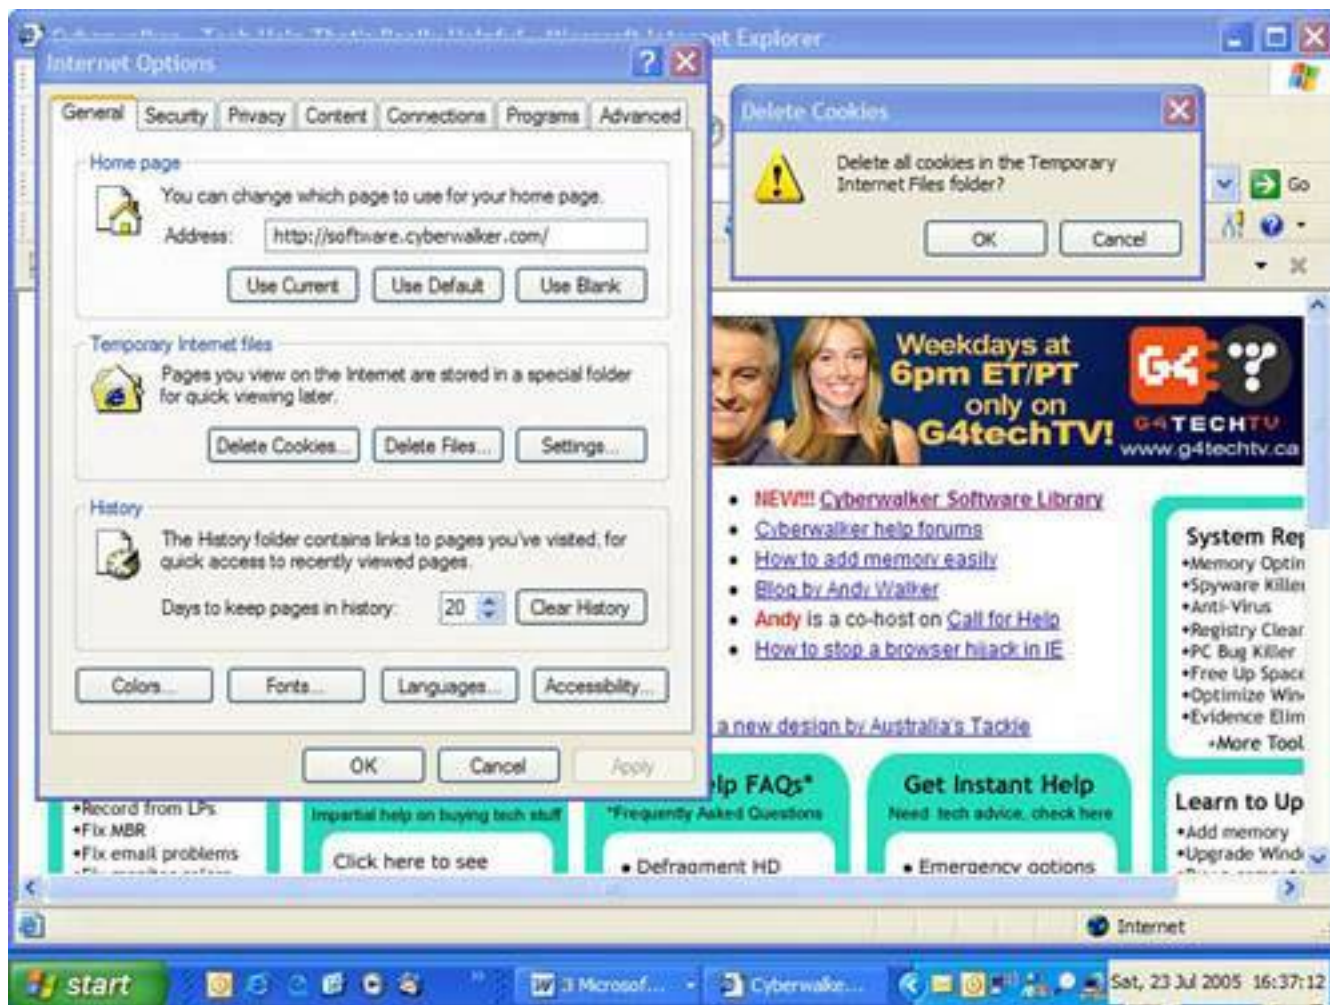 Internet Explorer
Internet Options
General Security Privacy Content Connections Programs Advanced
Home page
You can change which page to use for your home page.
Address: http://software.cyberwalker.com/
Use Current Use Default Use Blank
Temporary Internet files
Pages you view on the Internet are stored in a special folder
for quick viewing later.
Delete Cookies... Delete Files... Settings...
History
The History folder contains links to pages you've visited, for
quick access to recently viewed pages.
Days to keep pages in history: 20 Clear History
Colors... Fonts... Languages... Accessibility...
OK Cancel Apply
Delete Cookies
Delete all cookies in the Temporary
Internet Files folder?
OK Cancel
Go
Weekdays at
6pm ET/PT
only on
G4techTV!
G4
G4TECHTV
www.g4techtv.ca
• NEW!!! Cyberwalker Software Library
• Cyberwalker help forums
• How to add memory easily
• Blog by Andy Walker
• Andy is a co-host on Call for Help
• How to stop a browser hijack in IE
a new design by Australia's Tackle
System Rep
•Memory Optin
•Spyware Killer
•Anti-Virus
•Registry Clear
•PC Bug Killer
•Free Up Space
•Optimize Win
•Evidence Elim
+More Tool
•Record from LPs
•Fix MBR
•Fix email problems
Impartial help on buying tech stuff
Click here to see
lp FAQs*
*Frequently Asked Questions
• Defragment HD
Get Instant Help
Need tech advice, check here
• Emergency options
Learn to Up
•Add memory
•Upgrade Wind
Internet
start
3 Microsof...
Cyberwalke...
Sat, 23 Jul 2005 16:37:12